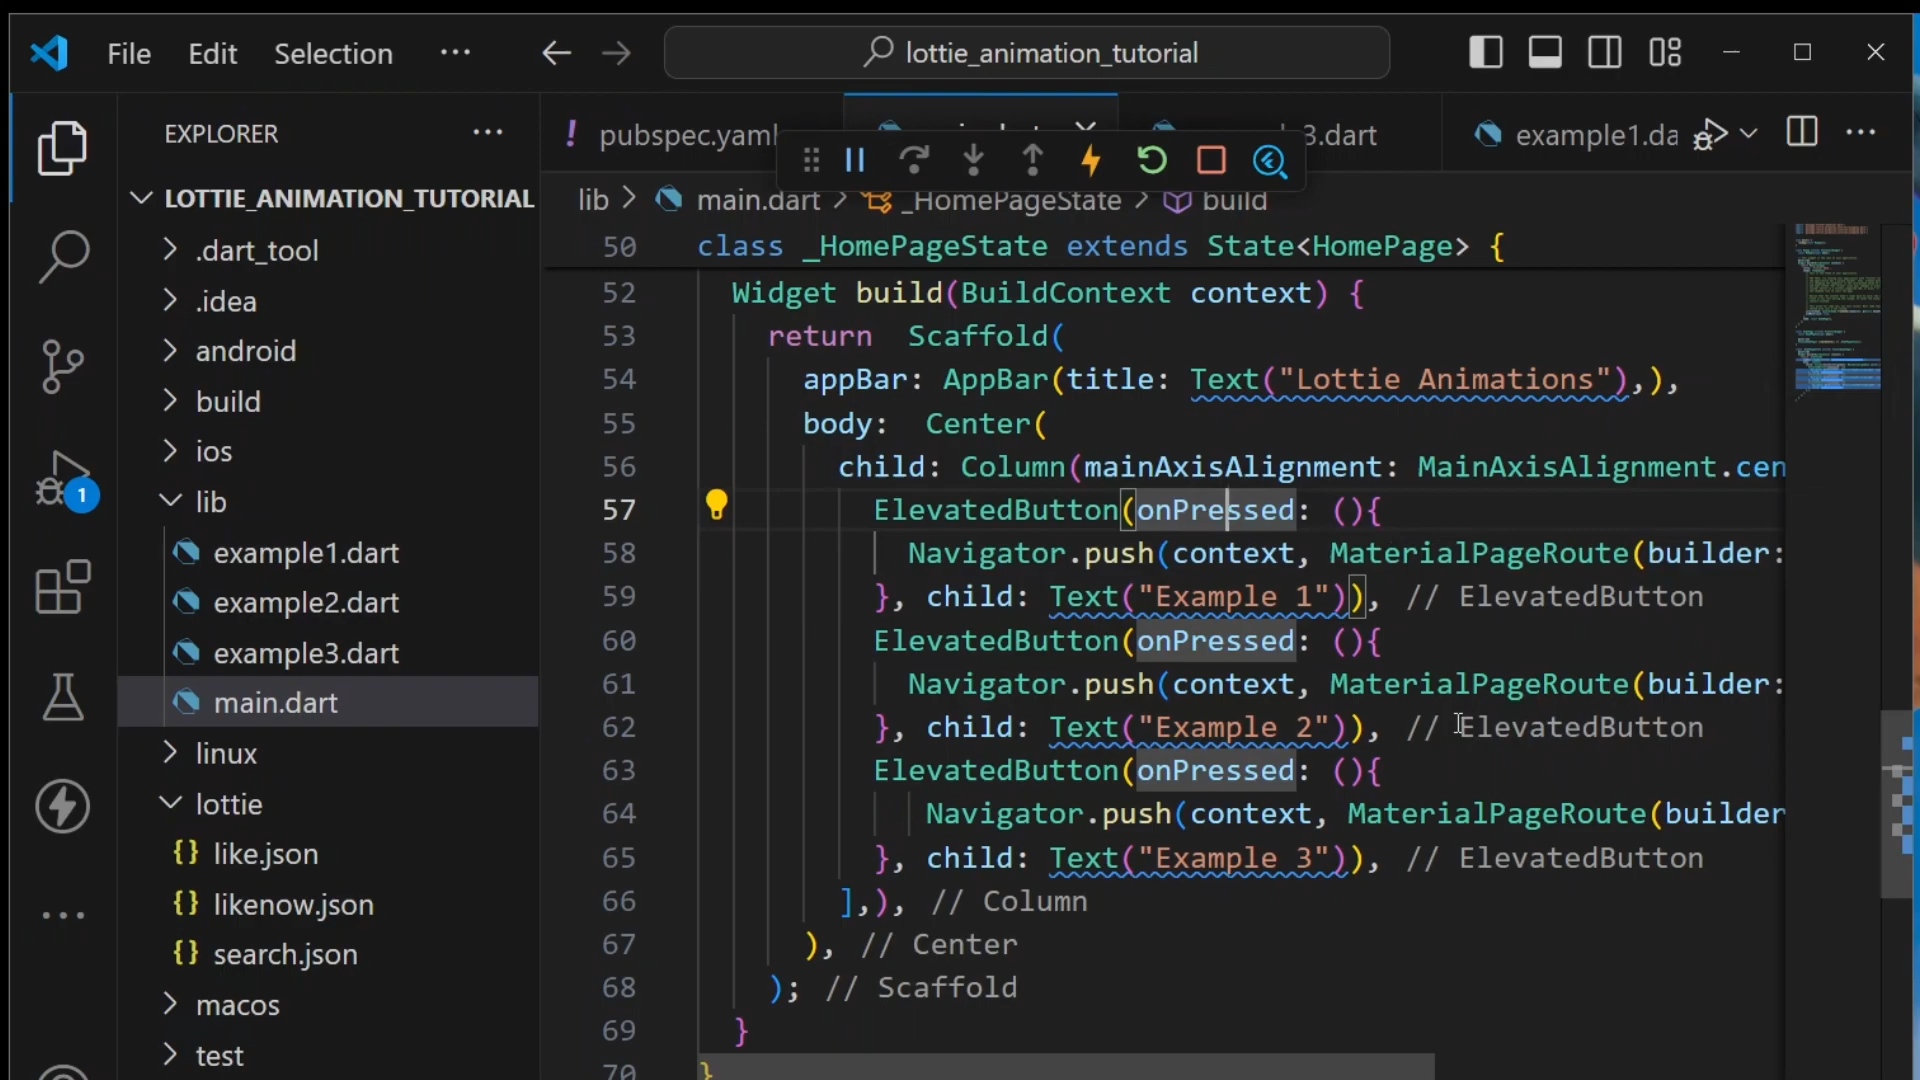 File Edit Selection ···
lottie_animation_tutorial
EXPLORER ···
LOTTIE_ANIMATION_TUTORIAL
.dart_tool
.idea
android
build
ios
lib
example1.dart
example2.dart
example3.dart
main.dart
linux
lottie
{} like.json
{} likenow.json
{} search.json
macos
test
1
! pubspec.yaml
3.dart
example1.da
lib > main.dart > _HomePageState > build
50 class _HomePageState extends State<HomePage> {
52 Widget build(BuildContext context) {
53 return  Scaffold(
54 appBar: AppBar(title: Text("Lottie Animations"),),
55 body:  Center(
56 child: Column(mainAxisAlignment: MainAxisAlignment.cen
57 ElevatedButton(onPressed: (){
58 Navigator.push(context, MaterialPageRoute(builder:
59 }, child: Text("Example 1")), // ElevatedButton
60 ElevatedButton(onPressed: (){
61 Navigator.push(context, MaterialPageRoute(builder:
62 }, child: Text("Example 2")), // ElevatedButton
63 ElevatedButton(onPressed: (){
64 Navigator.push(context, MaterialPageRoute(builder
65 }, child: Text("Example 3")), // ElevatedButton
66 ],), // Column
67 ), // Center
68 ); // Scaffold
69 }
70 }